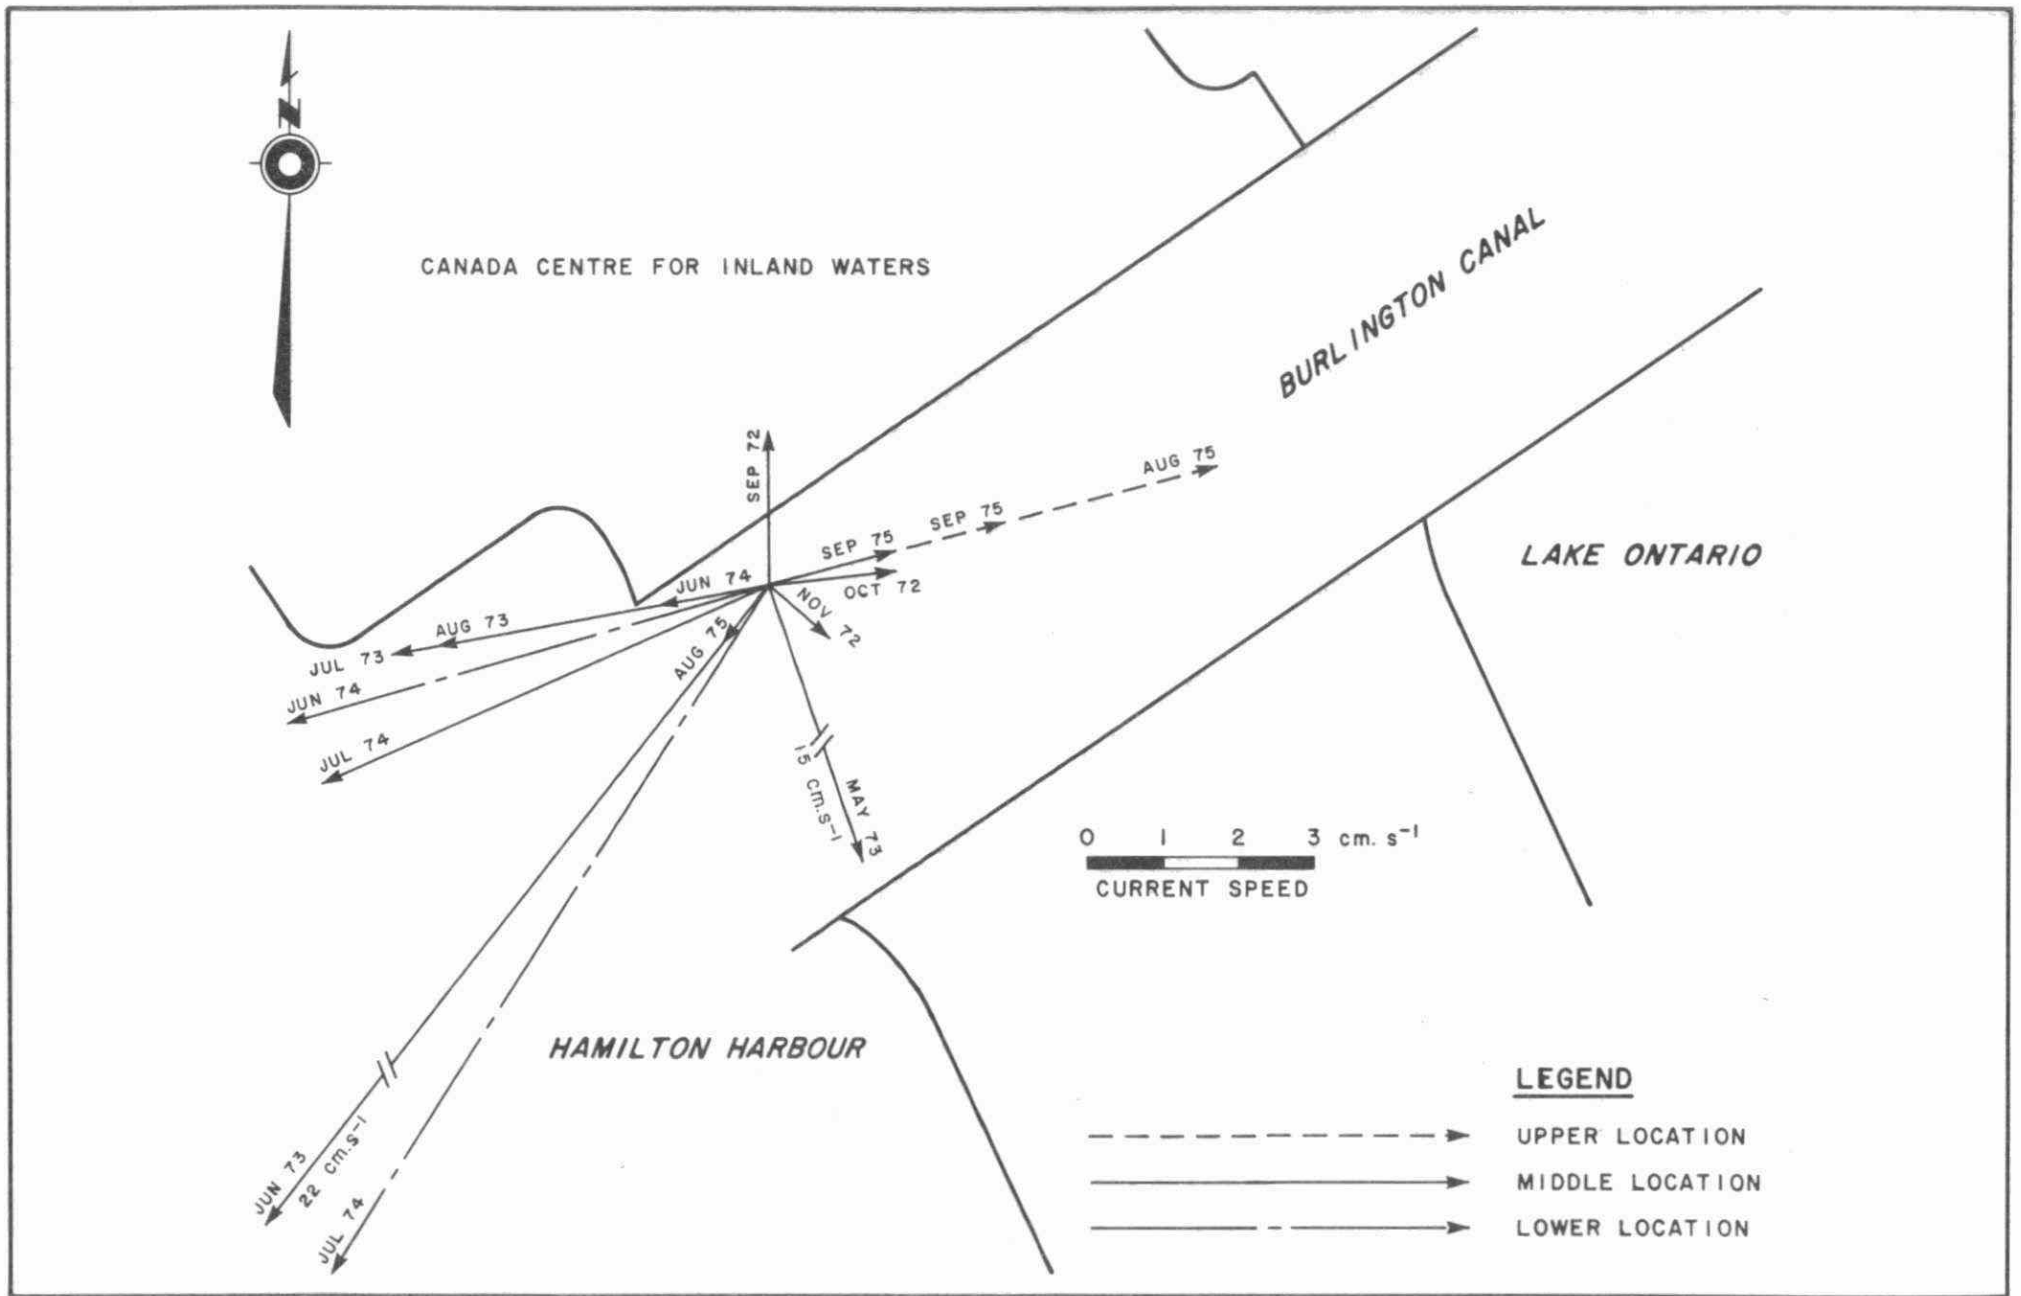 N
CANADA CENTRE FOR INLAND WATERS
BURLINGTON CANAL
SEP 72
AUG 75
SEP 75
SEP 75
OCT 72
LAKE ONTARIO
JUN 74
NOV 72
AUG 73
JUL 73
AUG 75
JUN 74
JUL 74
15 cm.s⁻¹
MAY 73
0 1 2 3 cm. s⁻¹
CURRENT SPEED
HAMILTON HARBOUR
JUN 73
22 cm.s⁻¹
JUL 74
LEGEND
UPPER LOCATION
MIDDLE LOCATION
LOWER LOCATION